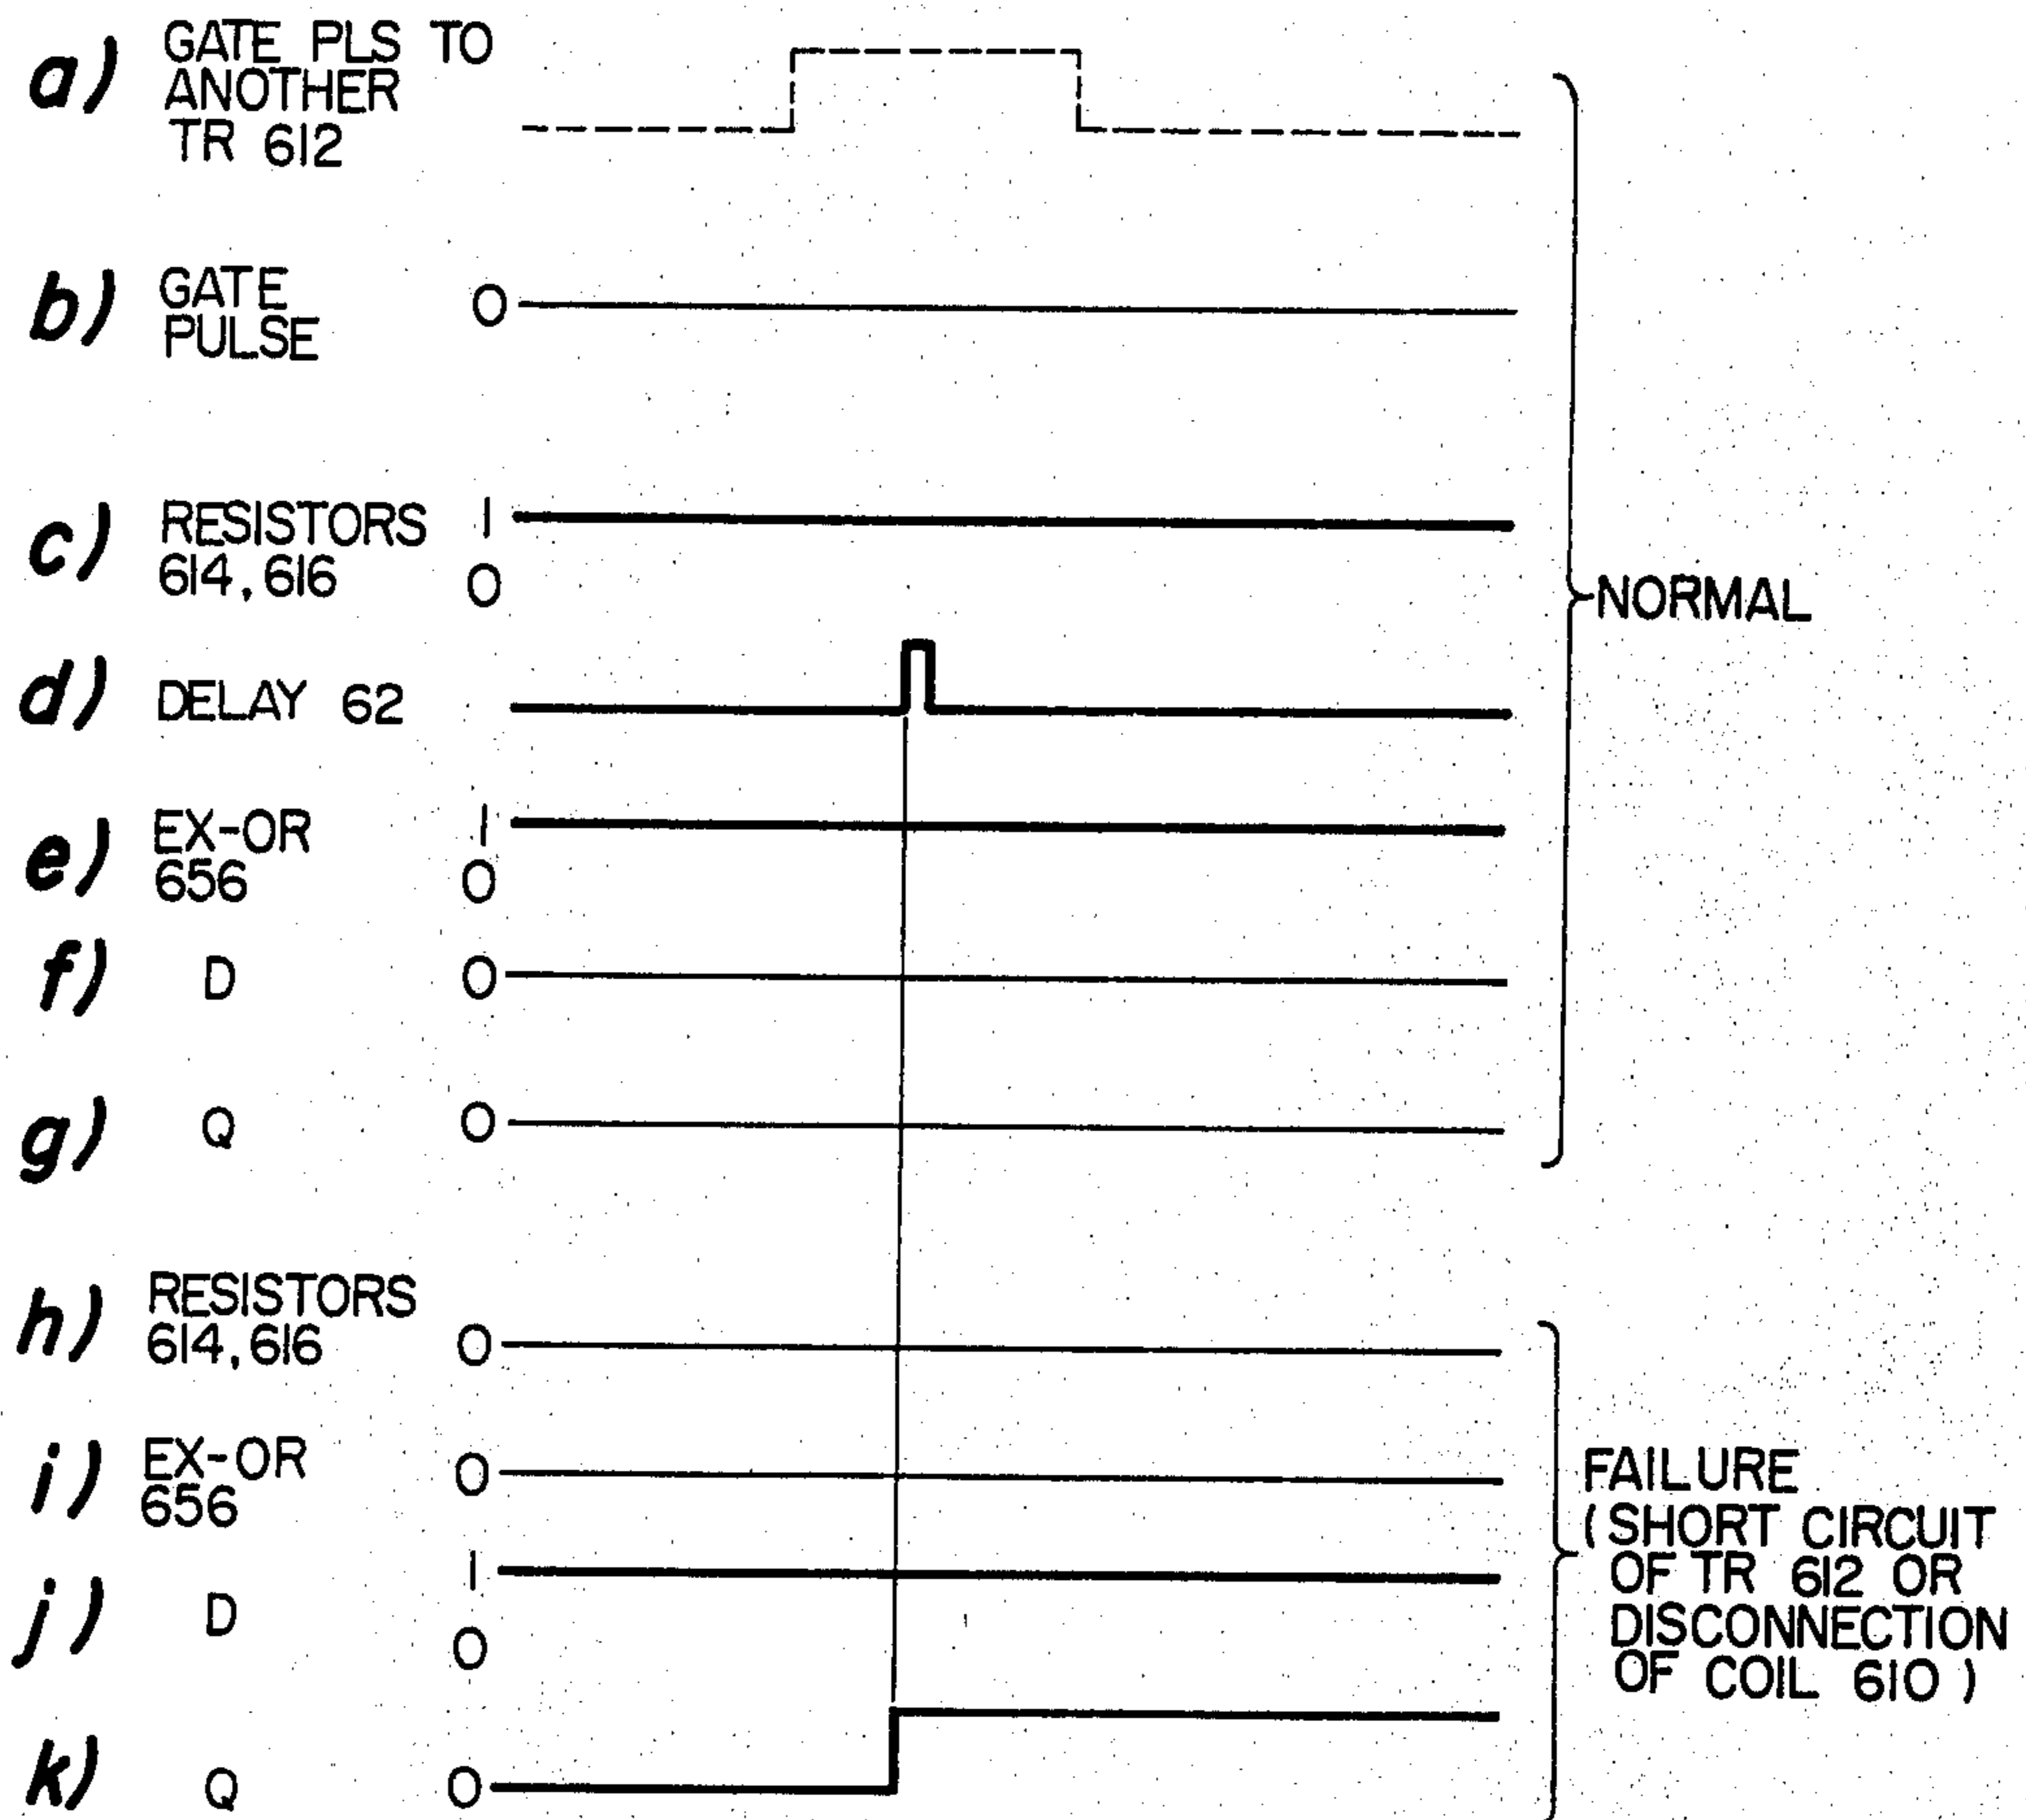 a) GATE PLS TO
ANOTHER
TR 612
b) GATE
PULSE
0
c) RESISTORS 1
614, 616 0
d) DELAY 62
e) EX-OR 1
656 0
f) D 0
g) Q 0
NORMAL
h) RESISTORS
614, 616 0
i) EX-OR
656
0
j) D
1
0
k) Q 0
FAILURE
(SHORT CIRCUIT
OF TR 612 OR
DISCONNECTION
OF COIL 610)